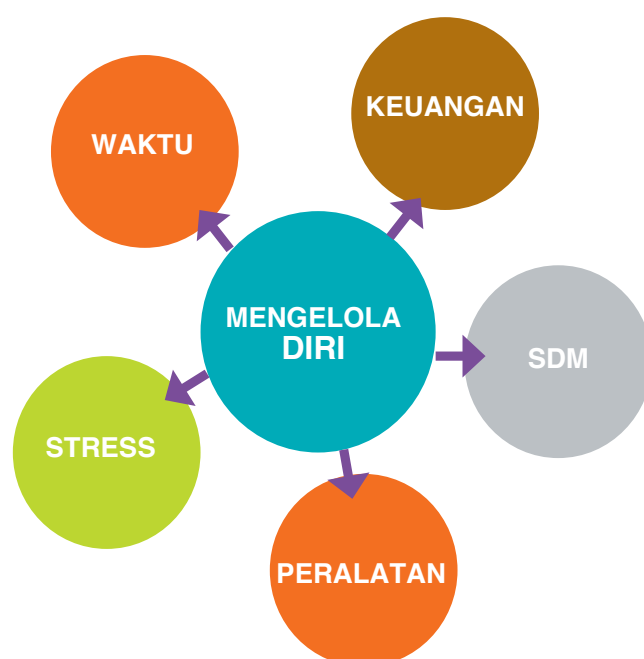 KEUANGAN
WAKTU
MENGELOLA
DIRI
SDM
STRESS
PERALATAN